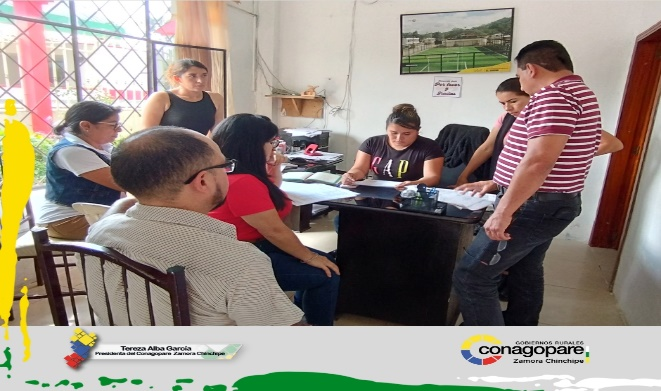 GAP
Tereza Alba García
Presidenta del Conagopare Zamora Chinchipe
GOBIERNOS RURALES
conagopare
Zamora Chinchipe